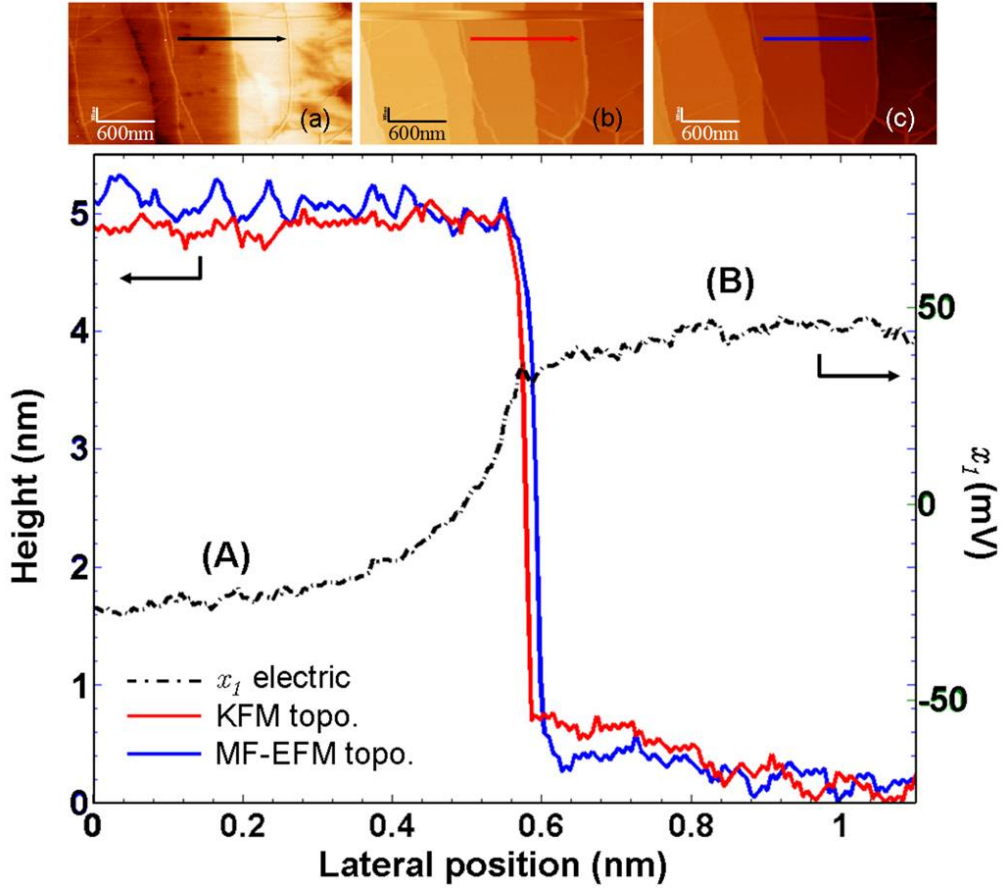 600nm
(a)
600nm
(b)
600nm
(c)
5
4
3
2
1
0
Height (nm)
50
0
-50
x1 (mV)
(A)
(B)
x1 electric
KFM topo.
MF-EFM topo.
0
0.2
0.4
0.6
0.8
1
Lateral position (nm)